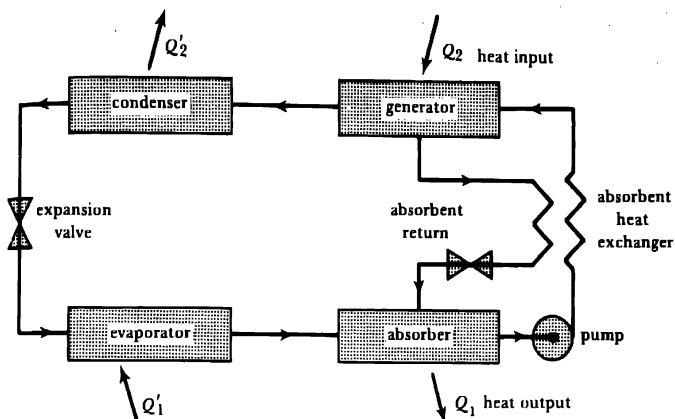 Q′2
Q2 heat input
condenser
generator
expansion
valve
absorbent
return
absorbent
heat
exchanger
evaporator
absorber
pump
Q′1
Q1 heat output